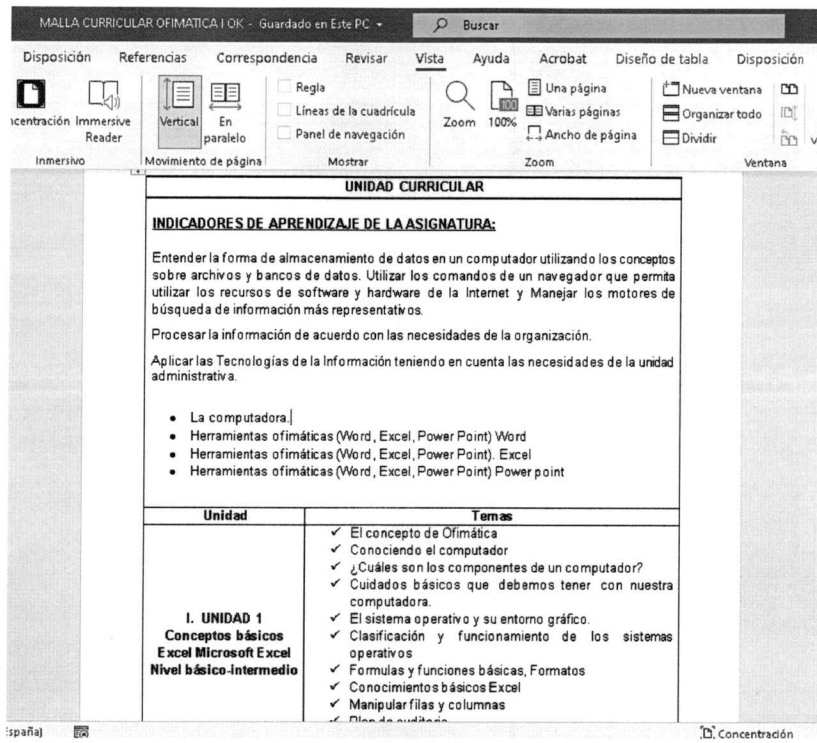 MALLA CURRICULAR OFIMATICA I OK - Guardado en Este PC
Buscar
Disposición Referencias Correspondencia Revisar Vista Ayuda Acrobat Diseño de tabla Disposición
Immersive Reader
Vertical
En paralelo
Regla
Líneas de la cuadrícula
Panel de navegación
Zoom
100
100%
Una página
Varias páginas
Ancho de página
Nueva ventana
Organizar todo
Dividir
Inmersivo Movimiento de página Mostrar Zoom Ventana
UNIDAD CURRICULAR
INDICADORES DE APRENDIZAJE DE LA ASIGNATURA:
Entender la forma de almacenamiento de datos en un computador utilizando los conceptos
sobre archivos y bancos de datos. Utilizar los comandos de un navegador que permita
utilizar los recursos de software y hardware de la Internet y Manejar los motores de
búsqueda de información más representativos.
Procesar la información de acuerdo con las necesidades de la organización.
Aplicar las Tecnologías de la Información teniendo en cuenta las necesidades de la unidad
administrativa.
• La computadora.
• Herramientas ofimáticas (Word, Excel, Power Point) Word
• Herramientas ofimáticas (Word, Excel, Power Point). Excel
• Herramientas ofimáticas (Word, Excel, Power Point) Power point
Unidad Temas
I. UNIDAD 1
Conceptos básicos
Excel Microsoft Excel
Nivel básico-intermedio
✓ El concepto de Ofimática
✓ Conociendo el computador
✓ ¿Cuáles son los componentes de un computador?
✓ Cuidados básicos que debemos tener con nuestra
computadora.
✓ El sistema operativo y su entorno gráfico.
✓ Clasificación y funcionamiento de los sistemas
operativos
✓ Formulas y funciones básicas, Formatos
✓ Conocimientos básicos Excel
✓ Manipular filas y columnas
Concentración